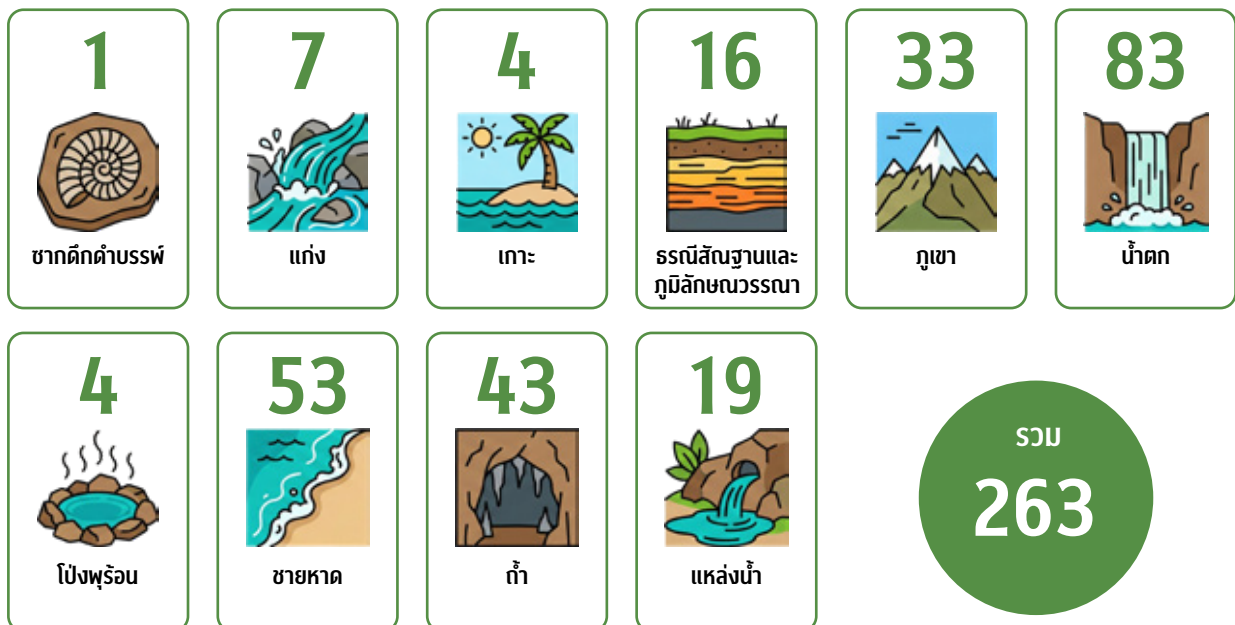 1
ซากดึกดำบรรพ์
7
แก่ง
4
เกาะ
16
ธรณีสัณฐานและ
ภูมิลักษณวรรณา
33
ภูเขา
83
น้ำตก
4
โป่งพุร้อน
53
ชายหาด
43
ถ้ำ
19
แหล่งน้ำ
รวม
263